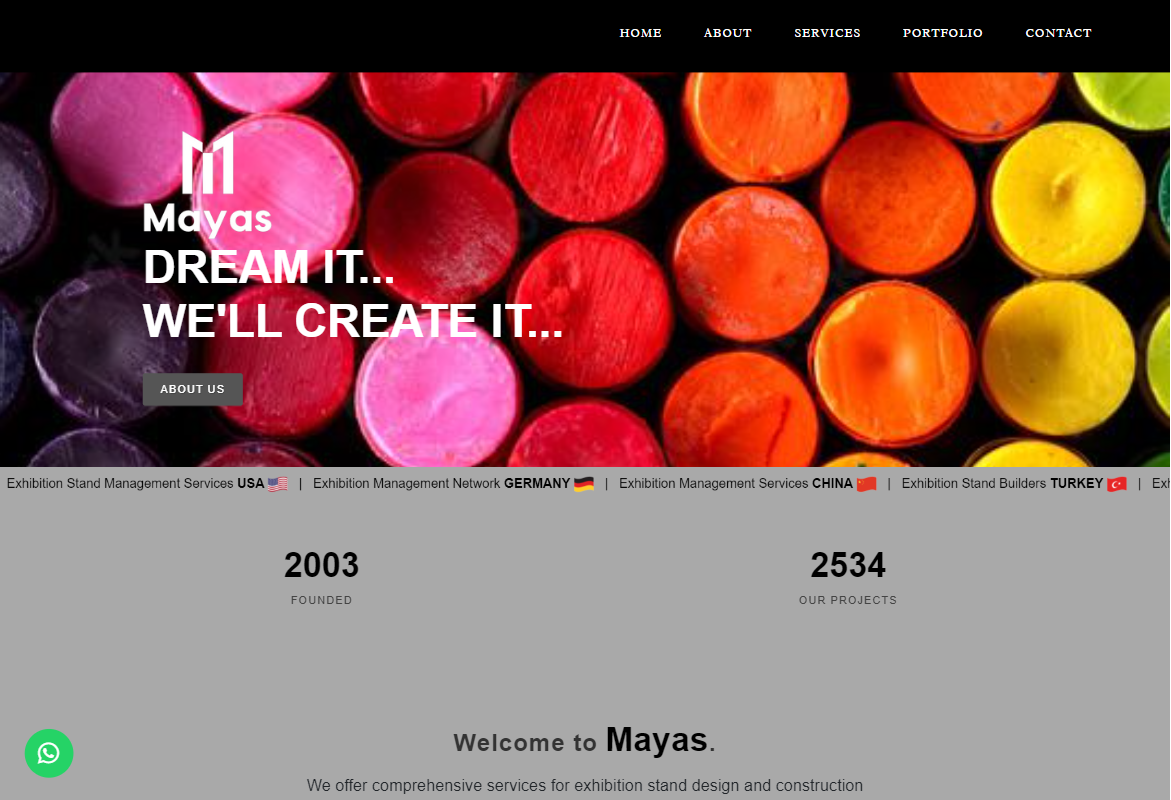 HOME ABOUT SERVICES PORTFOLIO CONTACT
Mayas
DREAM IT...
WE'LL CREATE IT...
ABOUT US
Exhibition Stand Management Services USA | Exhibition Management Network GERMANY | Exhibition Management Services CHINA | Exhibition Stand Builders TURKEY |
2003 2534
FOUNDED OUR PROJECTS
Welcome to Mayas.
We offer comprehensive services for exhibition stand design and construction